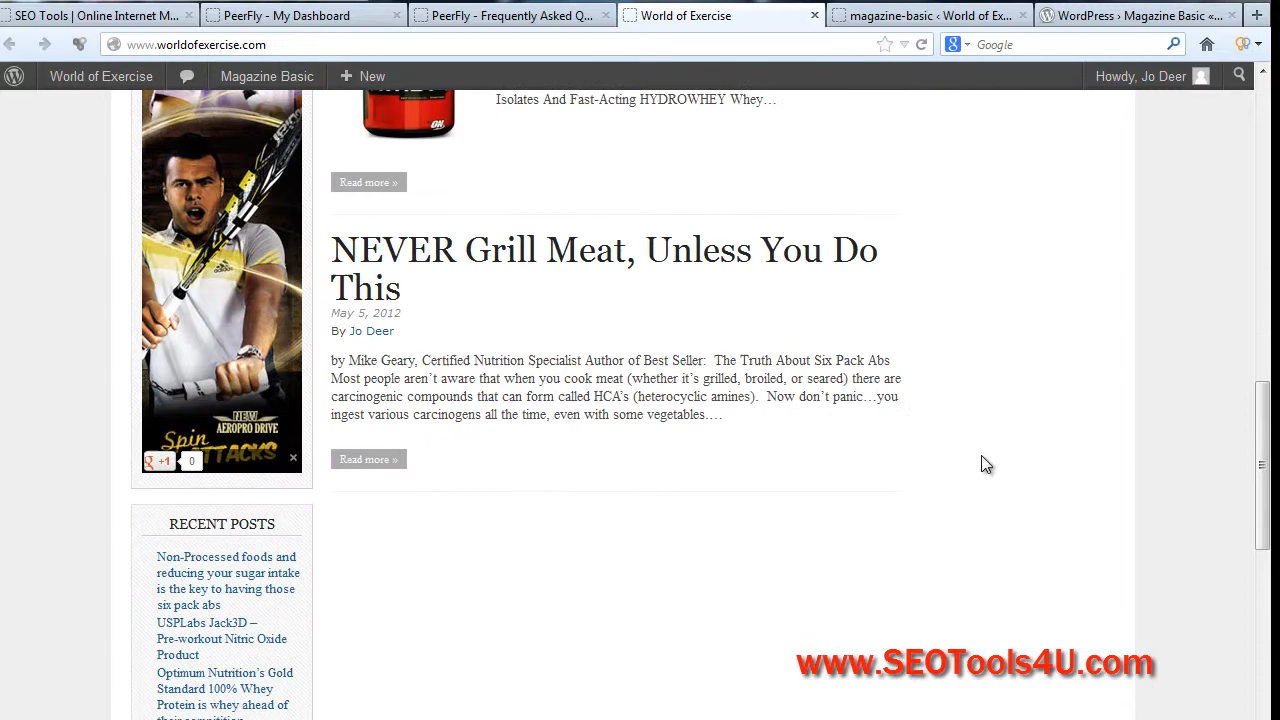 SEO Tools | Online Internet M...
PeerFly - My Dashboard
PeerFly - Frequently Asked Q...
World of Exercise
magazine-basic ‹ World of Ex...
WordPress › Magazine Basic «...
www.worldofexercise.com
Google
World of Exercise
Magazine Basic
New
Howdy, Jo Deer
Isolates And Fast-Acting HYDROWHEY Whey…
ON
Read more »
NEVER Grill Meat, Unless You Do
This
May 5, 2012
By Jo Deer
by Mike Geary, Certified Nutrition Specialist Author of Best Seller:  The Truth About Six Pack Abs
Most people aren’t aware that when you cook meat (whether it’s grilled, broiled, or seared) there are
carcinogenic compounds that can form called HCA’s (heterocyclic amines).  Now don’t panic…you
ingest various carcinogens all the time, even with some vegetables.…
Read more »
adidas
NEW
AEROPRO DRIVE
Spin
ATTACKS
g +1
0
RECENT POSTS
Non-Processed foods and
reducing your sugar intake
is the key to having those
six pack abs
USPLabs Jack3D –
Pre-workout Nitric Oxide
Product
Optimum Nutrition’s Gold
Standard 100% Whey
Protein is whey ahead of
their competition
www.SEOTools4U.com